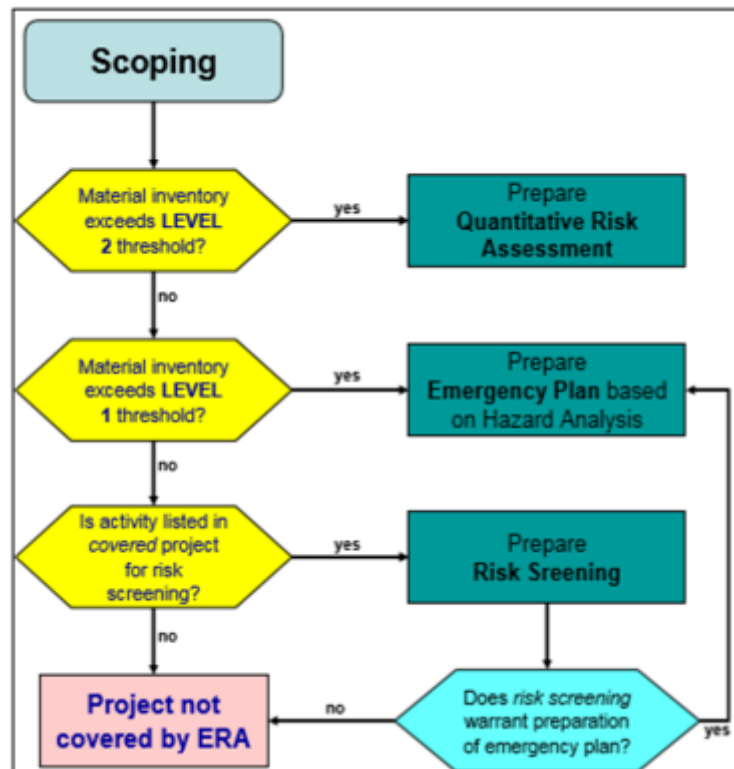 Scoping
Material inventory
exceeds LEVEL
2 threshold?
yes
Prepare
Quantitative Risk
Assessment
no
Material inventory
exceeds LEVEL
1 threshold?
yes
Prepare
Emergency Plan based
on Hazard Analysis
no
Is activity listed in
covered project
for risk
screening?
yes
Prepare
Risk Sreening
no
Project not
covered by ERA
no
Does risk screening
warrant preparation
of emergency plan?
yes